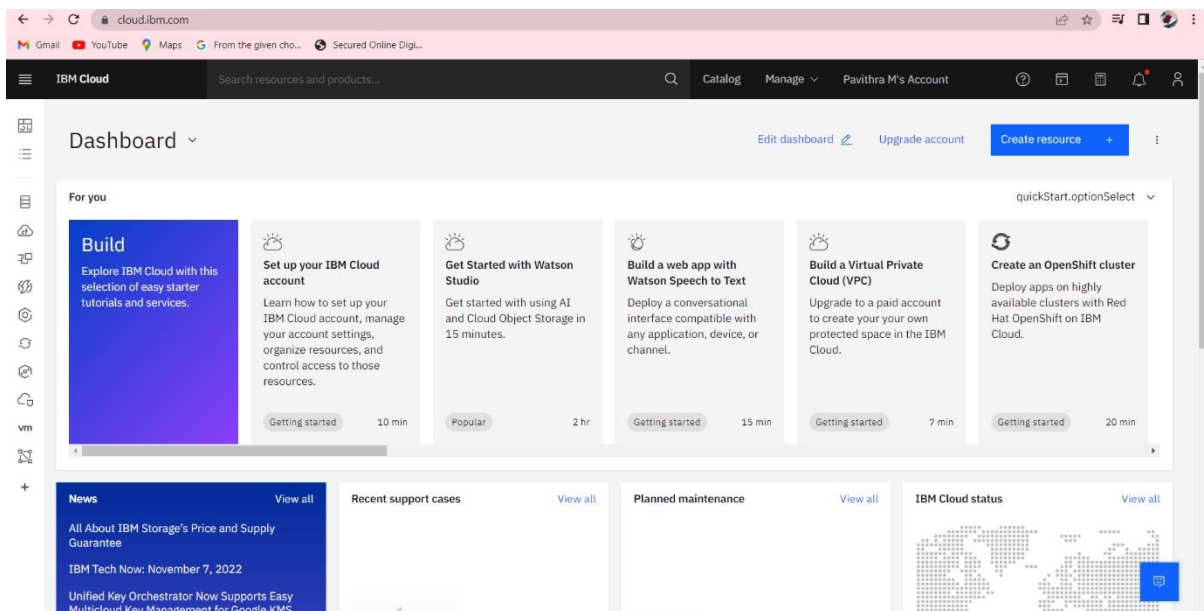 cloud.ibm.com
Gmail YouTube Maps From the given cho... Secured Online Digi...
IBM Cloud Search resources and products... Catalog Manage Pavithra M's Account
Dashboard Edit dashboard Upgrade account Create resource +
For you quickStart.optionSelect
Build
Explore IBM Cloud with this
selection of easy starter
tutorials and services.
Set up your IBM Cloud
account
Learn how to set up your
IBM Cloud account, manage
your account settings,
organize resources, and
control access to those
resources.
Getting started 10 min
Get Started with Watson
Studio
Get started with using AI
and Cloud Object Storage in
15 minutes.
Popular 2 hr
Build a web app with
Watson Speech to Text
Deploy a conversational
interface compatible with
any application, device, or
channel.
Getting started 15 min
Build a Virtual Private
Cloud (VPC)
Upgrade to a paid account
to create your your own
protected space in the IBM
Cloud.
Getting started 7 min
Create an OpenShift cluster
Deploy apps on highly
available clusters with Red
Hat OpenShift on IBM
Cloud.
Getting started 20 min
vm
News View all
All About IBM Storage's Price and Supply
Guarantee
IBM Tech Now: November 7, 2022
Unified Key Orchestrator Now Supports Easy
Multicloud Key Management for Google KMS
Recent support cases View all
Planned maintenance View all
IBM Cloud status View all